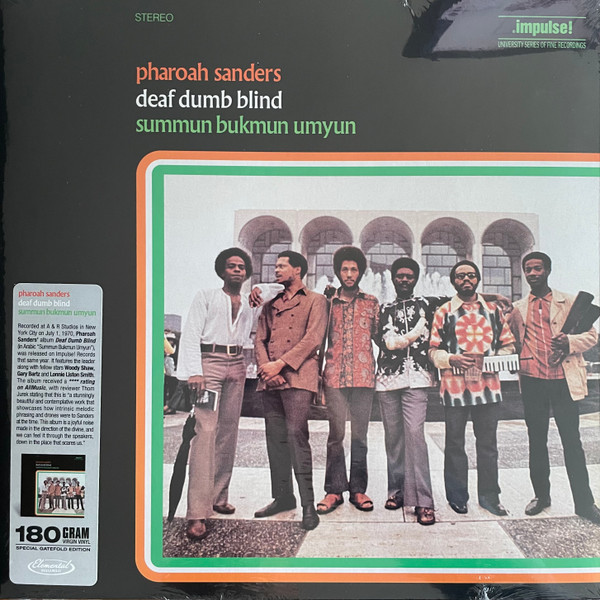 STEREO
.impulse!
UNIVERSITY SERIES OF FINE RECORDINGS
pharoah sanders
deaf dumb blind
summun bukmun umyun
pharoah sanders
deaf dumb blind
summun bukmun umyun
Recorded at A & R Studios in New
York City on July 1, 1970, Pharoah
Sanders' album Deaf Dumb Blind
(in Arabic "Summun Bukmun Umyun"),
was released on Impulse! Records
that same year. It features the leader
along with fellow stars Woody Shaw,
Gary Bartz and Lonnie Liston Smith.
The album received a **** rating
on AllMusic, with reviewer Thom
Jurek stating that this is "a stunningly
beautiful and contemplative work that
showcases how intrinsic melodic
phrasing and drones were to Sanders
at the time. This album is a joyful noise
made in the direction of the divine, and
we can feel it through the speakers,
down in the place that scares us."
180 GRAM
VIRGIN VINYL
SPECIAL GATEFOLD EDITION
Elemental